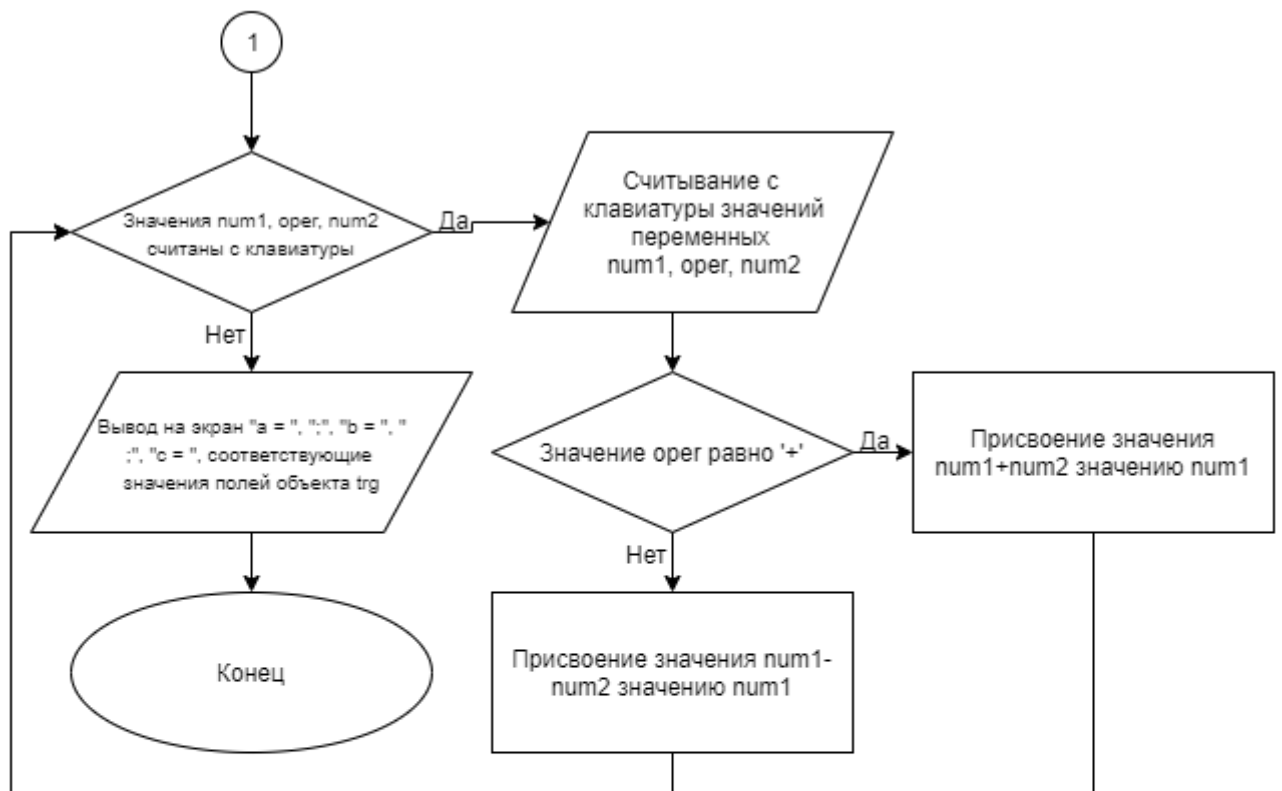 1
Значения num1, oper, num2
считаны с клавиатуры
Да
Считывание с
клавиатуры значений
переменных
num1, oper, num2
Нет
Вывод на экран "a = ", ";", "b = ", "
;", "c = ", соответствующие
значения полей объекта trg
Значение oper равно '+'
Да
Присвоение значения
num1+num2 значению num1
Нет
Конец
Присвоение значения num1-
num2 значению num1